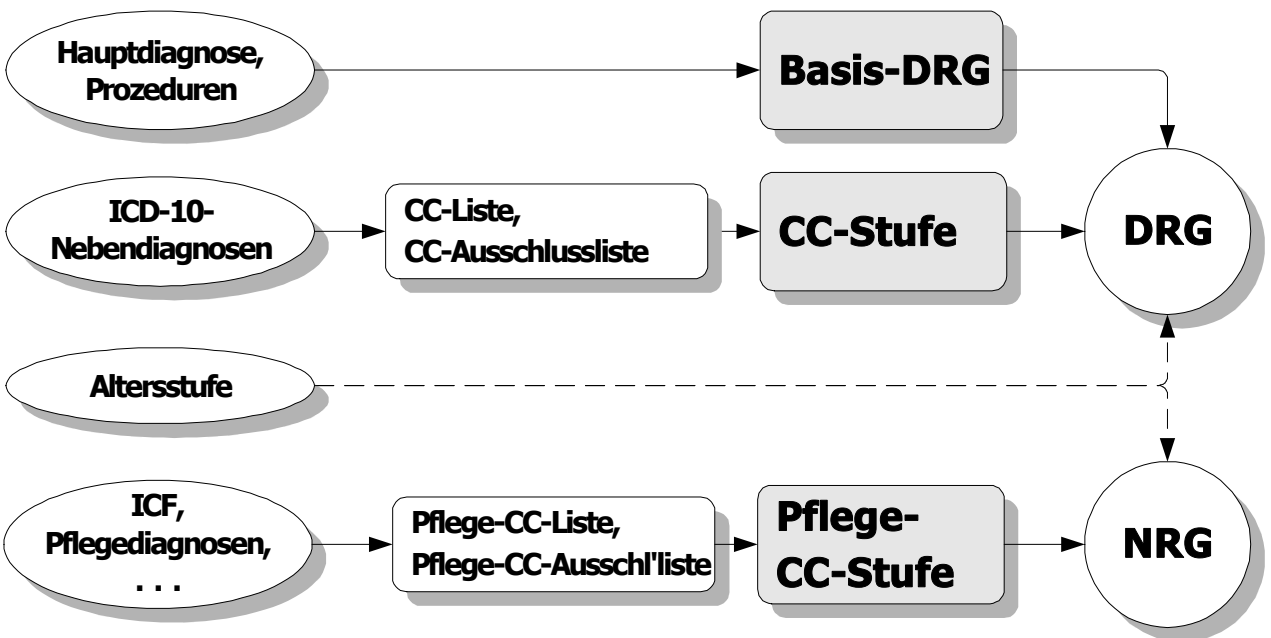 Hauptdiagnose,
Prozeduren
Basis-DRG
ICD-10-
Nebendiagnosen
CC-Liste,
CC-Ausschlussliste
CC-Stufe
DRG
Altersstufe
ICF,
Pflegediagnosen,
. . .
Pflege-CC-Liste,
Pflege-CC-Ausschl'liste
Pflege-
CC-Stufe
NRG